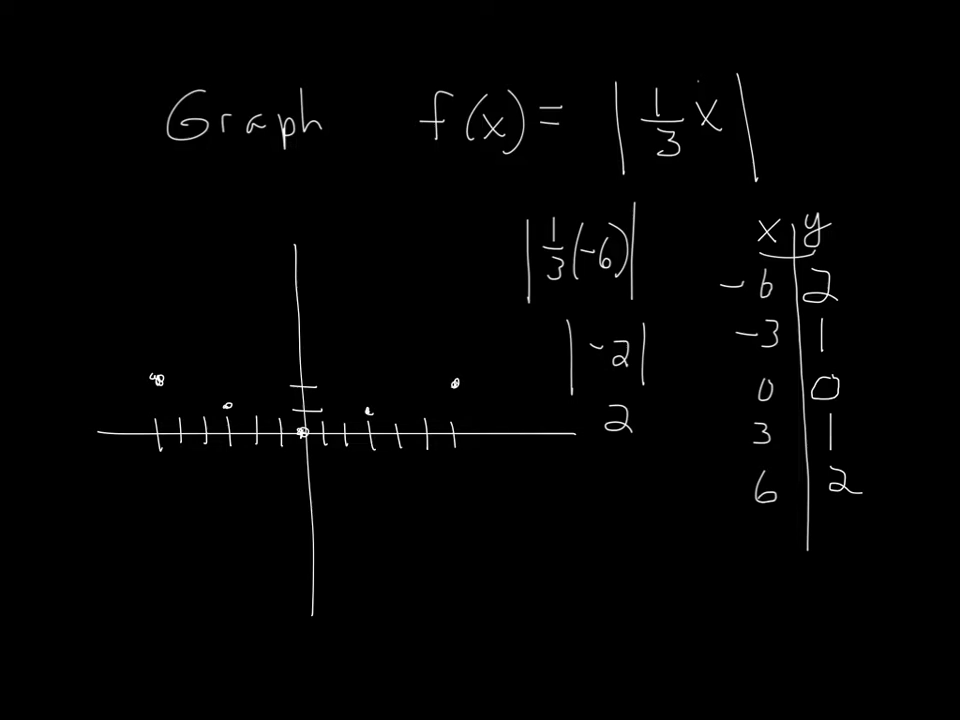 Graph f(x) = | 1/3 x |
| 1/3 (-6) |
| -2 |
2
x y
-6 2
-3 1
0 0
3 1
6 2